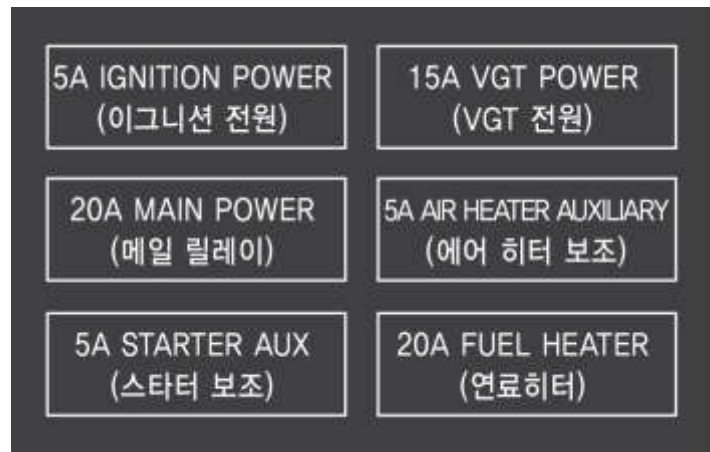 5A IGNITION POWER
(이그니션 전원)
15A VGT POWER
(VGT 전원)
20A MAIN POWER
(메일 릴레이)
5A AIR HEATER AUXILIARY
(에어 히터 보조)
5A STARTER AUX
(스타터 보조)
20A FUEL HEATER
(연료히터)